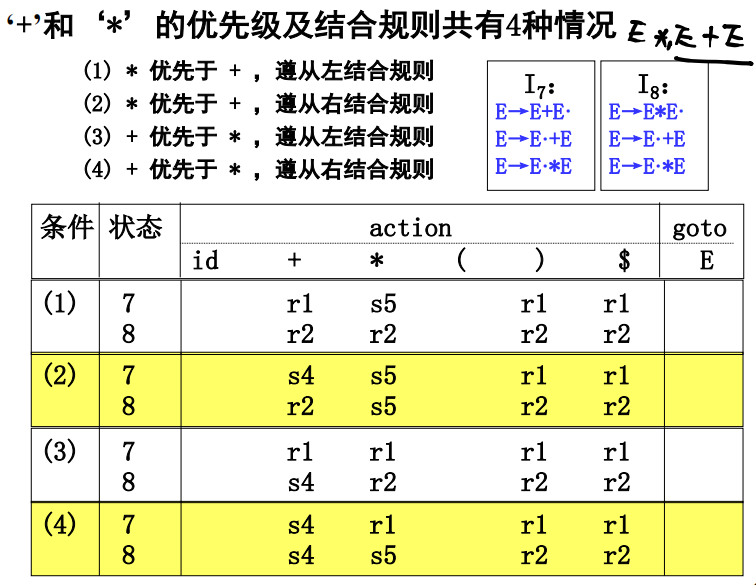 ‘+’和‘*’的优先级及结合规则共有4种情况 E*E+E
(1) * 优先于 + ，遵从左结合规则
(2) * 优先于 + ，遵从右结合规则
(3) + 优先于 * ，遵从左结合规则
(4) + 优先于 * ，遵从右结合规则
I7:
E→E+E·
E→E·+E
E→E·*E
I8:
E→E*E·
E→E·+E
E→E·*E
条件 状态 action goto
id + * ( ) $ E
(1) 7 r1 s5 r1 r1
8 r2 r2 r2 r2
(2) 7 s4 s5 r1 r1
8 r2 s5 r2 r2
(3) 7 r1 r1 r1 r1
8 s4 r2 r2 r2
(4) 7 s4 r1 r1 r1
8 s4 s5 r2 r2